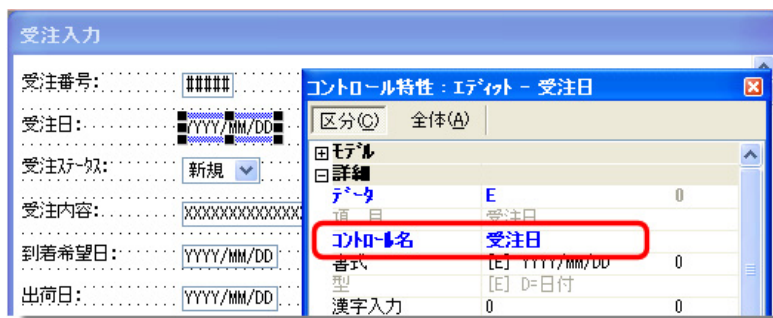 受注入力
受注番号:
#####
受注日:
YYYY/MM/DD
受注ｽﾃｰﾀｽ:
新規
受注内容:
XXXXXXXXXXXXX
到着希望日:
YYYY/MM/DD
出荷日:
YYYY/MM/DD
コントロール特性：ｴﾃﾞｨｯﾄ - 受注日
区分(C) 全体(A)
ﾓﾃﾞﾙ
詳細
ﾃﾞｰﾀ E 0
項 目 受注日
ｺﾝﾄﾛｰﾙ名 受注日
書式 [E] YYYY/MM/DD 0
型 [E] D=日付
漢字入力 0 0